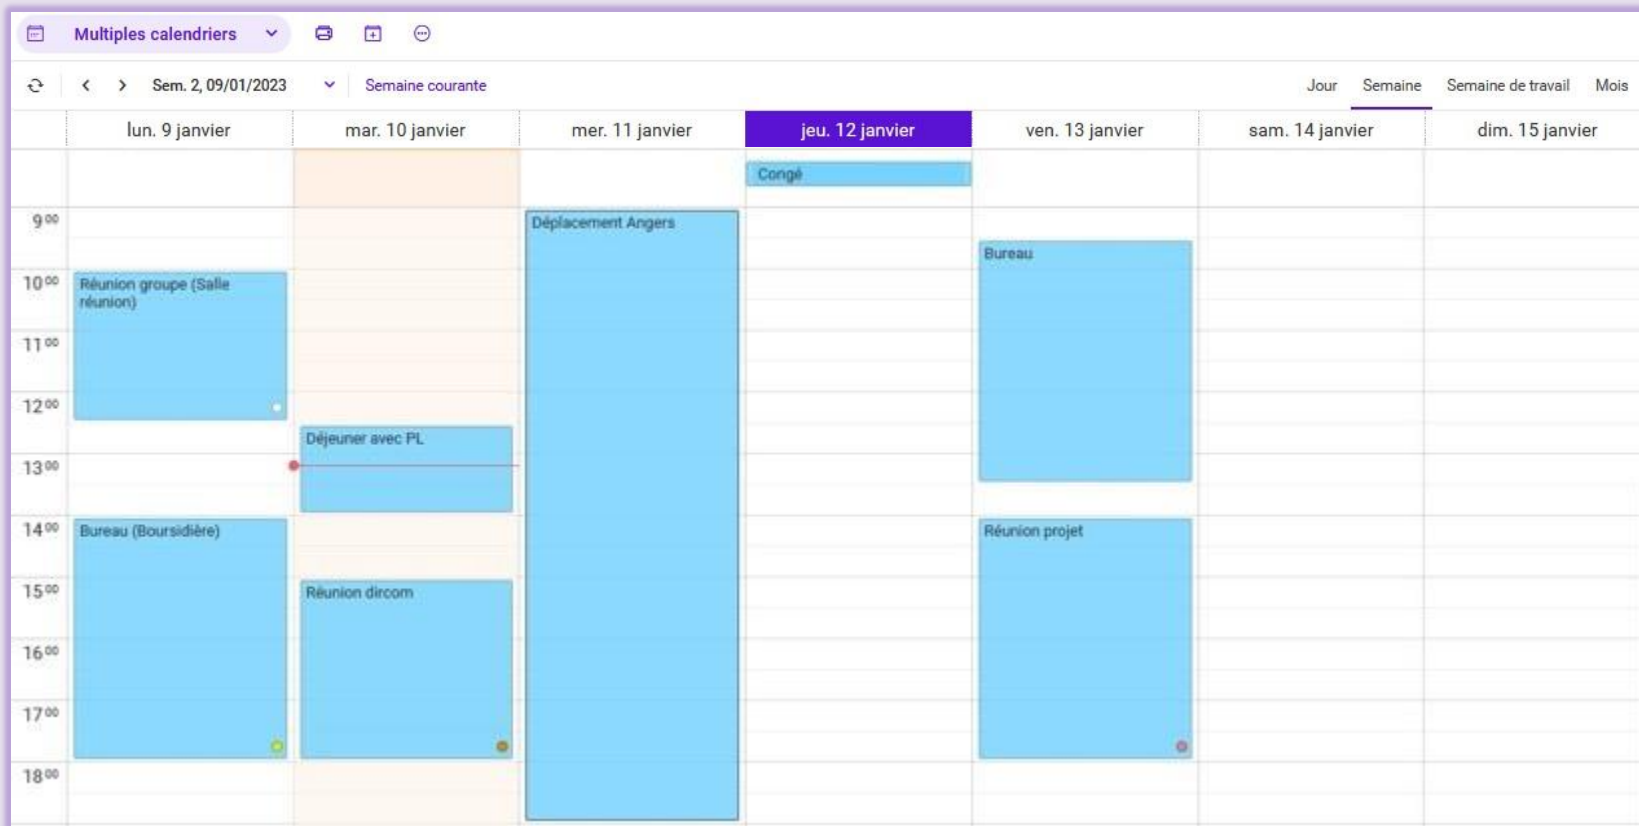 Multiples calendriers
Sem. 2, 09/01/2023
Semaine courante
Jour
Semaine
Semaine de travail
Mois
lun. 9 janvier
mar. 10 janvier
mer. 11 janvier
jeu. 12 janvier
ven. 13 janvier
sam. 14 janvier
dim. 15 janvier
Congé
9 00
Déplacement Angers
Bureau
10 00
Réunion groupe (Salle
réunion)
11 00
12 00
Déjeuner avec PL
13 00
14 00
Bureau (Boursidière)
Réunion projet
15 00
Réunion dircom
16 00
17 00
18 00